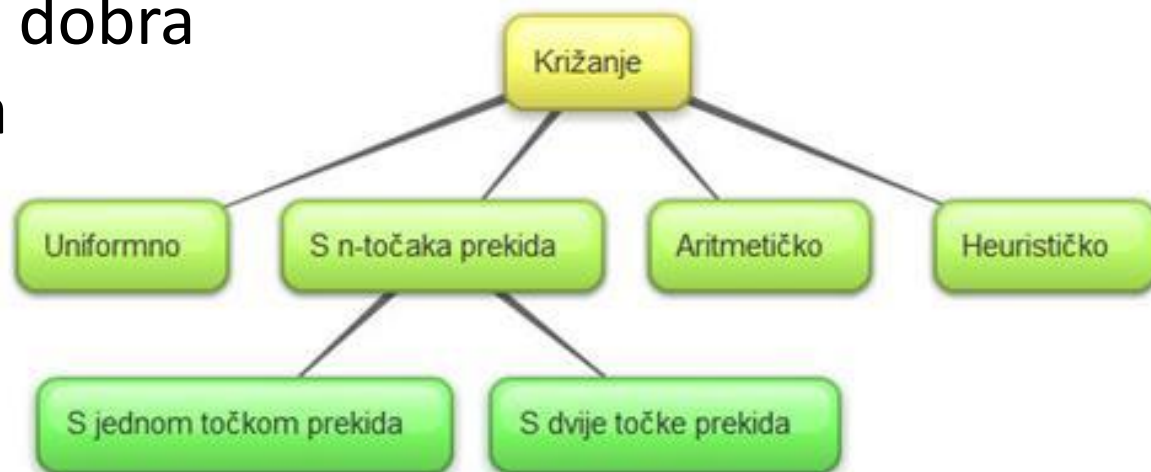 dobra
Križanje
Uniformno
S n-točaka prekida
Aritmetičko
Heurističko
S jednom točkom prekida
S dvije točke prekida